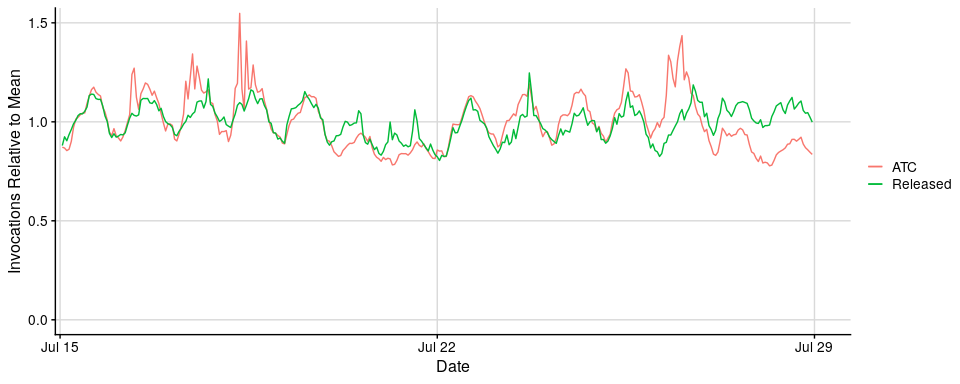 Invocations Relative to Mean
1.5
1.0
0.5
0.0
Jul 15
Jul 22
Jul 29
Date
ATC
Released